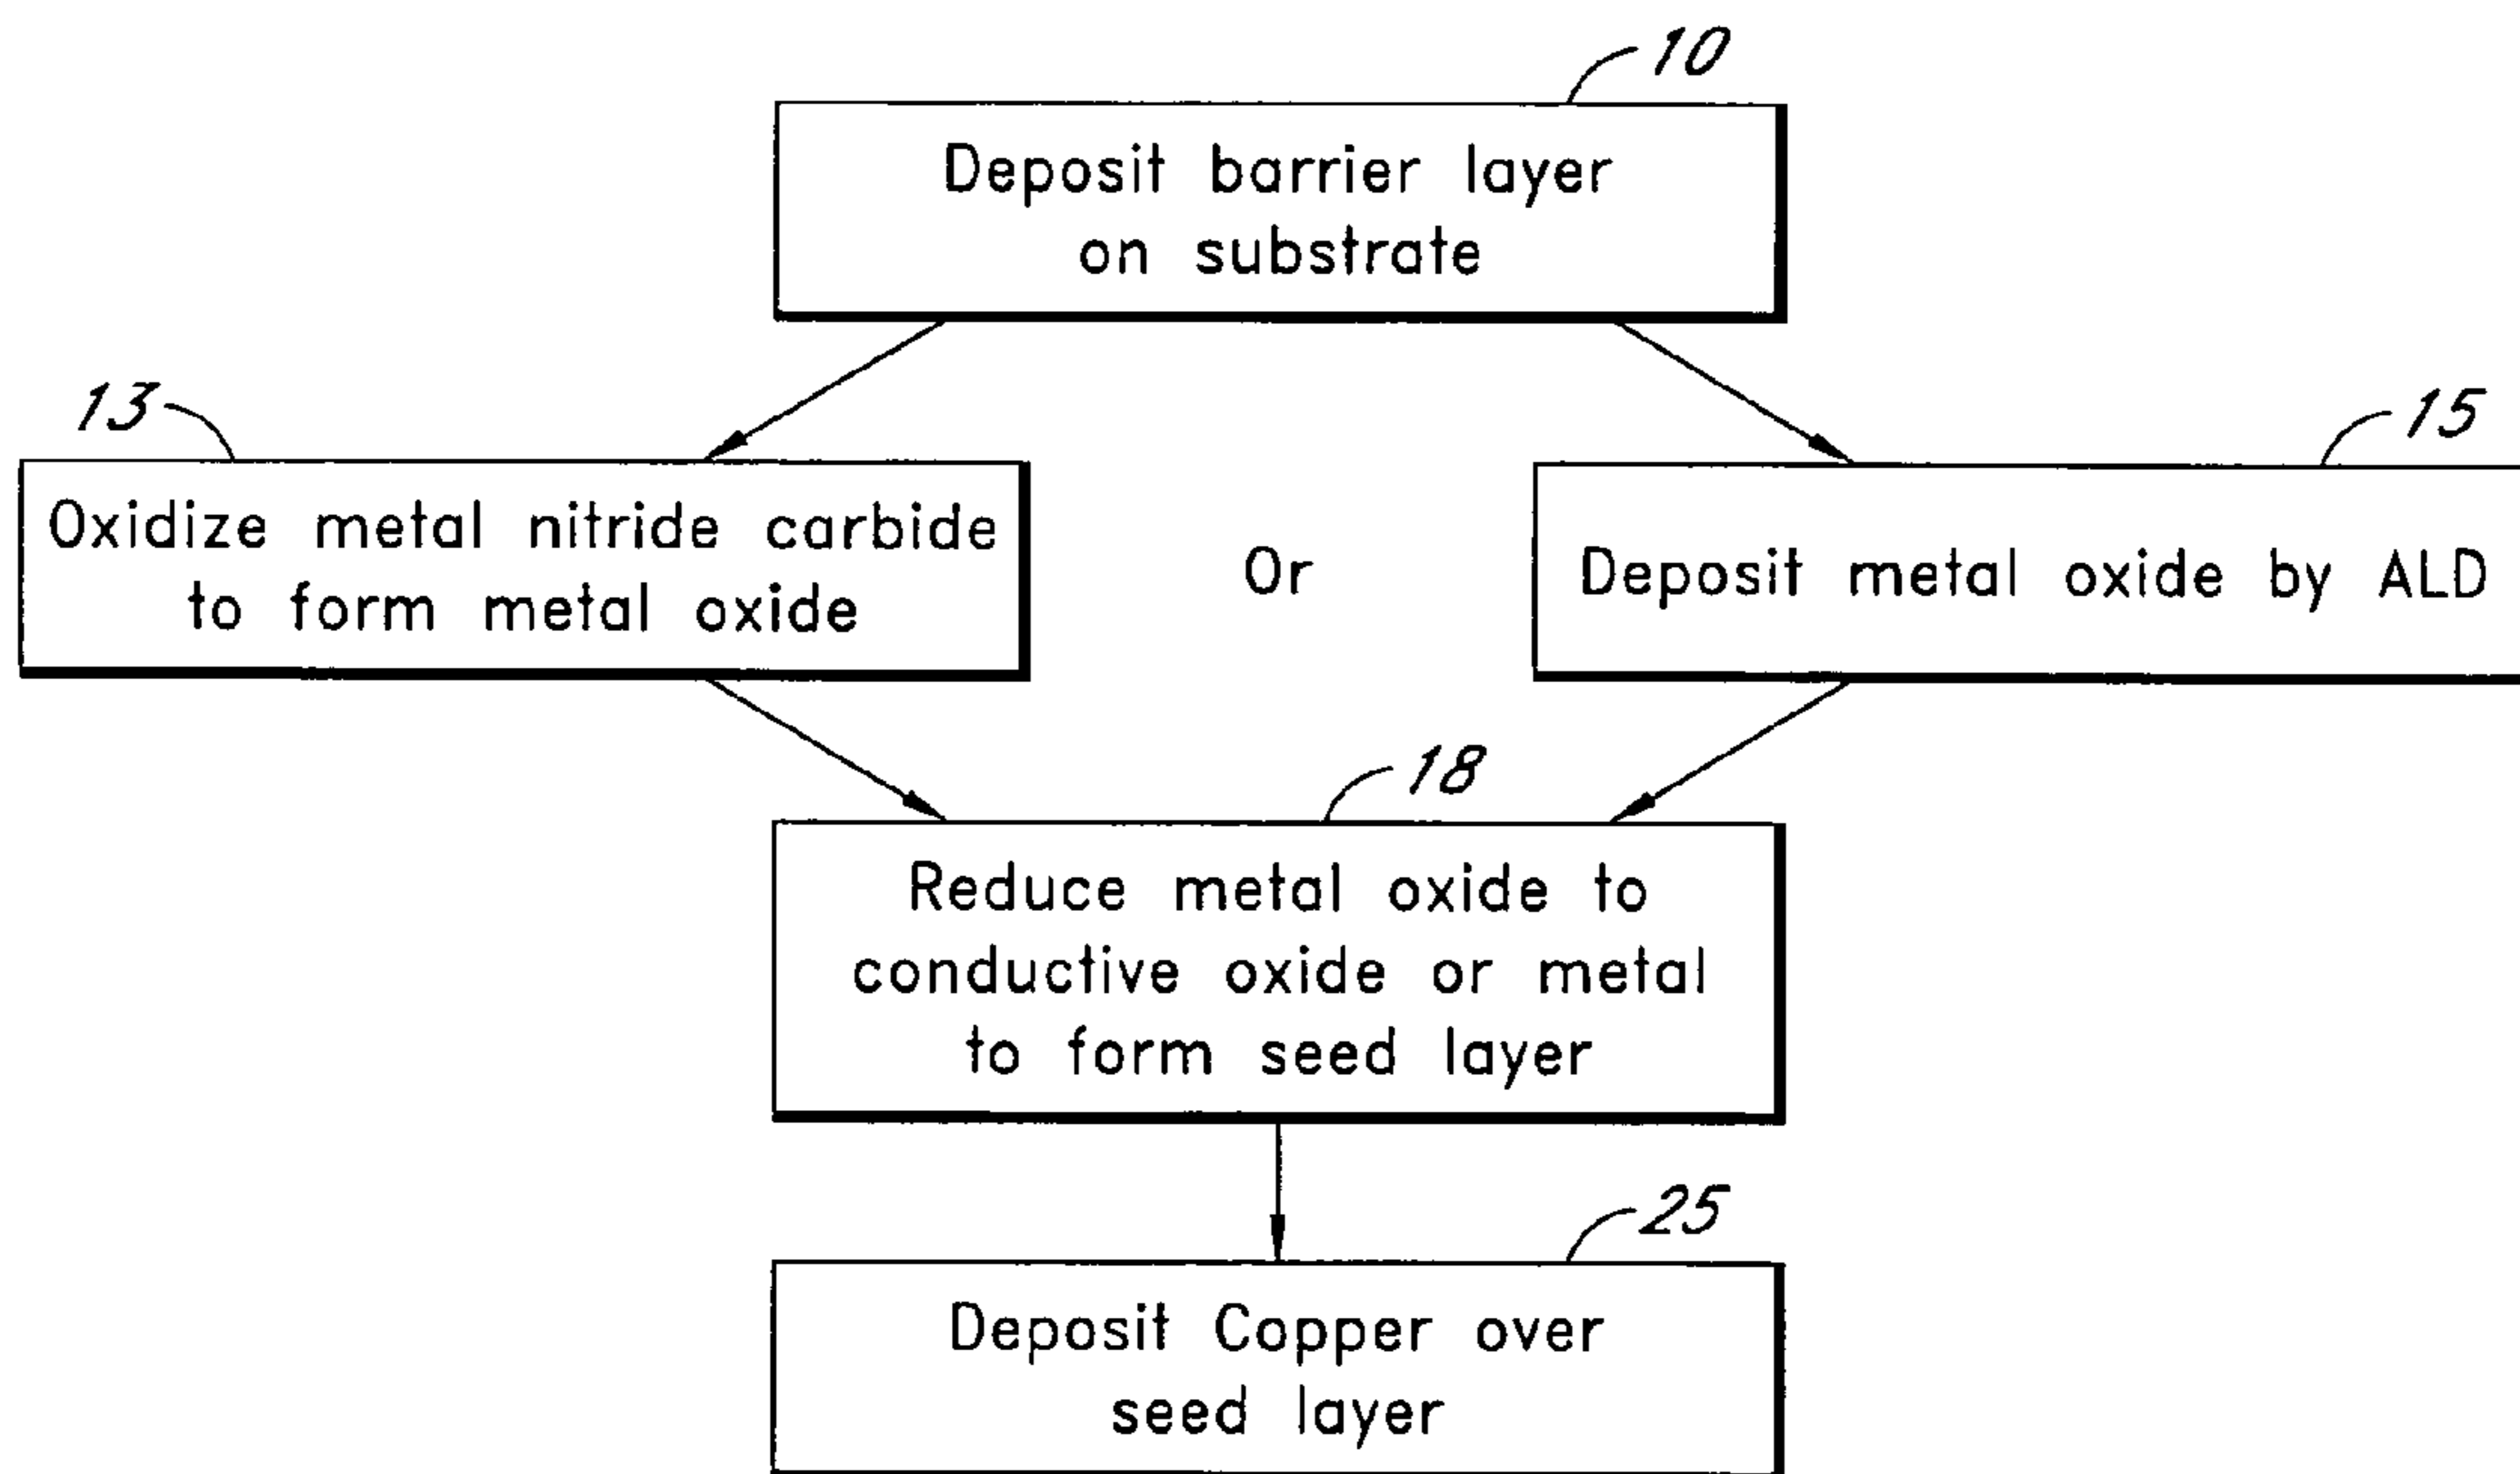 10
Deposit barrier layer
on substrate
13
Oxidize metal nitride carbide
to form metal oxide
Or
15
Deposit metal oxide by ALD
18
Reduce metal oxide to
conductive oxide or metal
to form seed layer
25
Deposit Copper over
seed layer